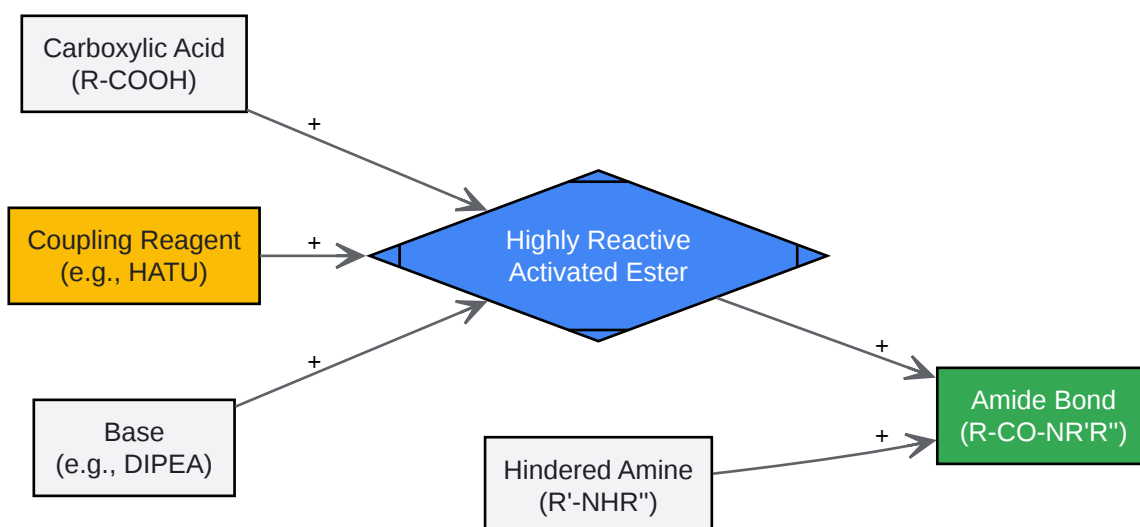 Carboxylic Acid
(R-COOH)
+
Coupling Reagent
(e.g., HATU)
+
Highly Reactive
Activated Ester
+
Base
(e.g., DIPEA)
+
Amide Bond
(R-CO-NR'R")
+
Hindered Amine
(R'-NHR")